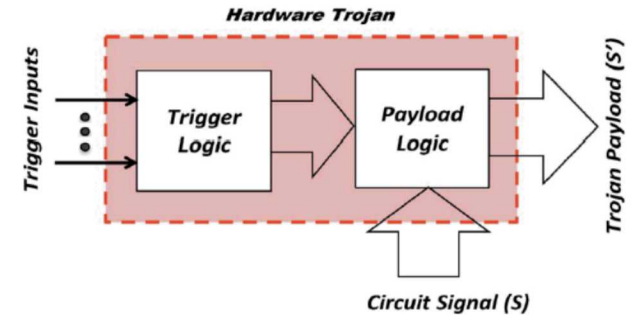 Hardware Trojan
Trigger Inputs
Trigger
Logic
Payload
Logic
Trojan Payload (S')
Circuit Signal (S)